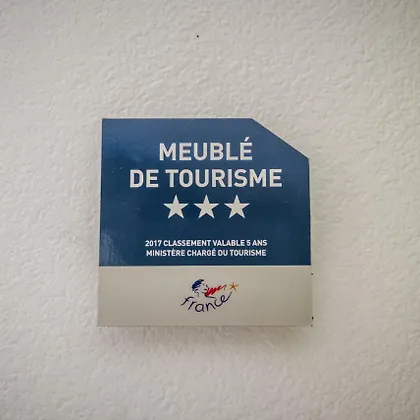 MEUBLÉ
DE TOURISME
2017 CLASSEMENT VALABLE 5 ANS
MINISTÈRE CHARGÉ DU TOURISME
france